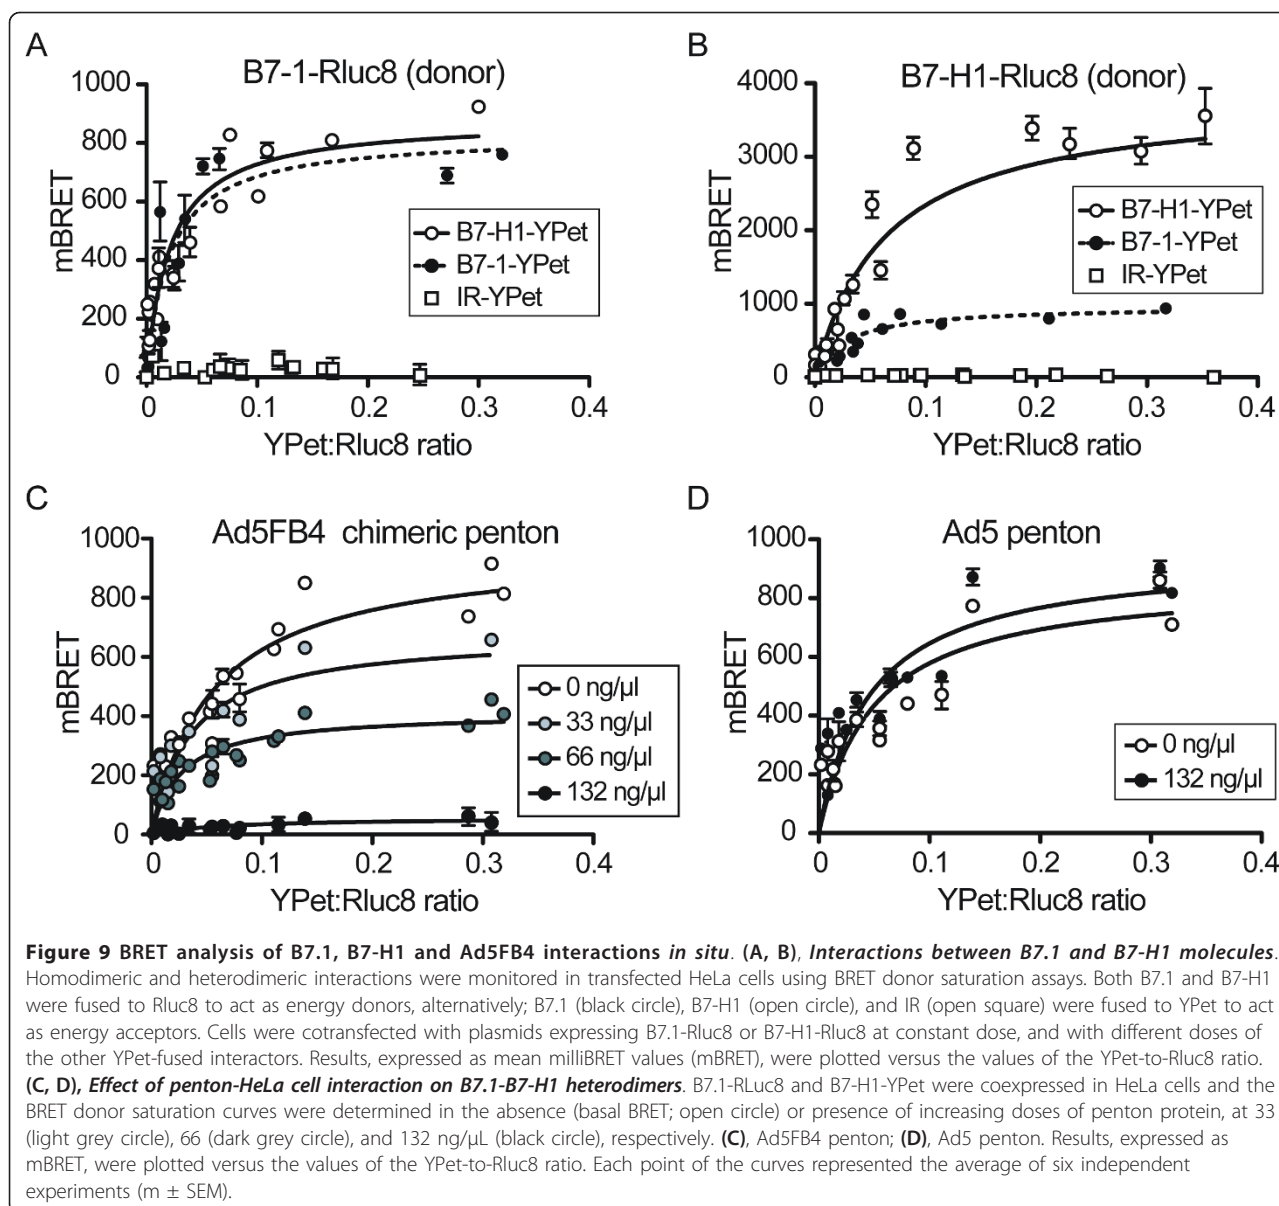 A
B7-1-Rluc8 (donor)
1000
800
600
400
200
0
mBRET
B7-H1-YPet
B7-1-YPet
IR-YPet
0 0.1 0.2 0.3 0.4
YPet:Rluc8 ratio
B
B7-H1-Rluc8 (donor)
4000
3000
2000
1000
0
mBRET
B7-H1-YPet
B7-1-YPet
IR-YPet
0 0.1 0.2 0.3 0.4
YPet:Rluc8 ratio
C
Ad5FB4 chimeric penton
1000
800
600
400
200
0
mBRET
0 ng/µl
33 ng/µl
66 ng/µl
132 ng/µl
0 0.1 0.2 0.3 0.4
YPet:Rluc8 ratio
D
Ad5 penton
1000
800
600
400
200
0
mBRET
0 ng/µl
132 ng/µl
0 0.1 0.2 0.3 0.4
YPet:Rluc8 ratio
Figure 9 BRET analysis of B7.1, B7-H1 and Ad5FB4 interactions in situ. (A, B), Interactions between B7.1 and B7-H1 molecules.
Homodimeric and heterodimeric interactions were monitored in transfected HeLa cells using BRET donor saturation assays. Both B7.1 and B7-H1
were fused to Rluc8 to act as energy donors, alternatively; B7.1 (black circle), B7-H1 (open circle), and IR (open square) were fused to YPet to act
as energy acceptors. Cells were cotransfected with plasmids expressing B7.1-Rluc8 or B7-H1-Rluc8 at constant dose, and with different doses of
the other YPet-fused interactors. Results, expressed as mean milliBRET values (mBRET), were plotted versus the values of the YPet-to-Rluc8 ratio.
(C, D), Effect of penton-HeLa cell interaction on B7.1-B7-H1 heterodimers. B7.1-RLuc8 and B7-H1-YPet were coexpressed in HeLa cells and the
BRET donor saturation curves were determined in the absence (basal BRET; open circle) or presence of increasing doses of penton protein, at 33
(light grey circle), 66 (dark grey circle), and 132 ng/µL (black circle), respectively. (C), Ad5FB4 penton; (D), Ad5 penton. Results, expressed as
mBRET, were plotted versus the values of the YPet-to-Rluc8 ratio. Each point of the curves represented the average of six independent
experiments (m ± SEM).